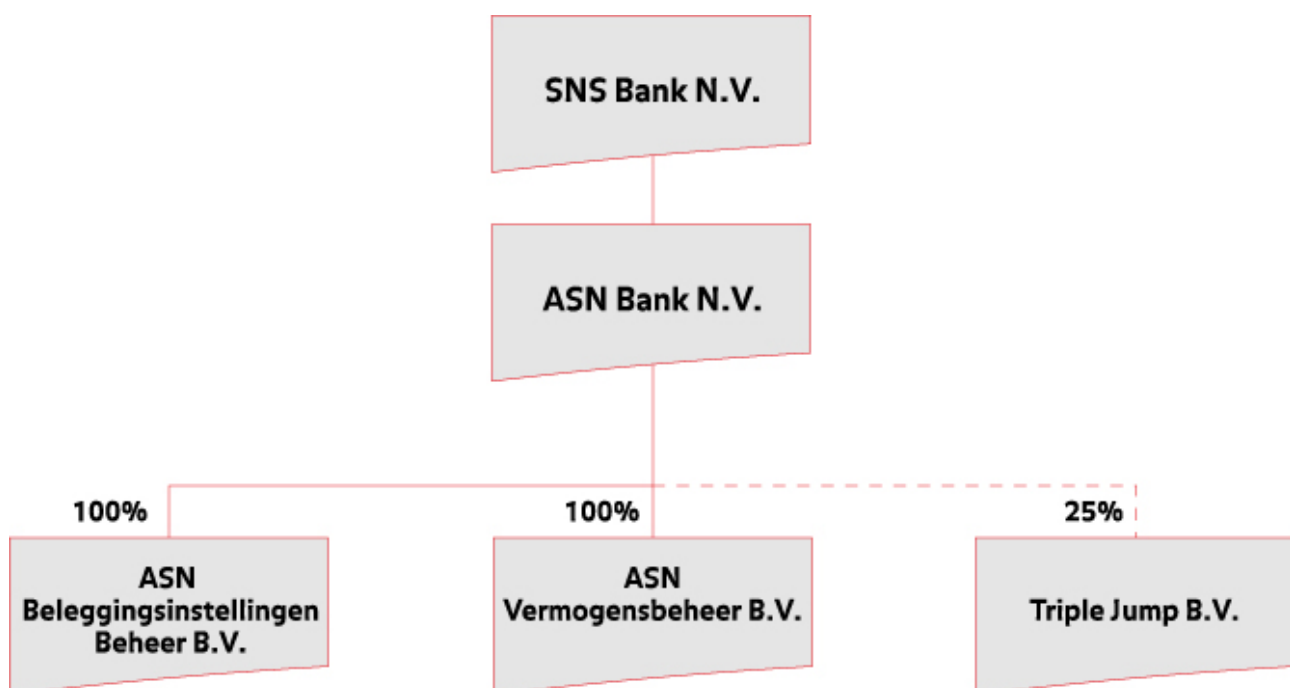 SNS Bank N.V.
ASN Bank N.V.
100%
100%
25%
ASN
Beleggingsinstellingen
Beheer B.V.
ASN
Vermogensbeheer B.V.
Triple Jump B.V.